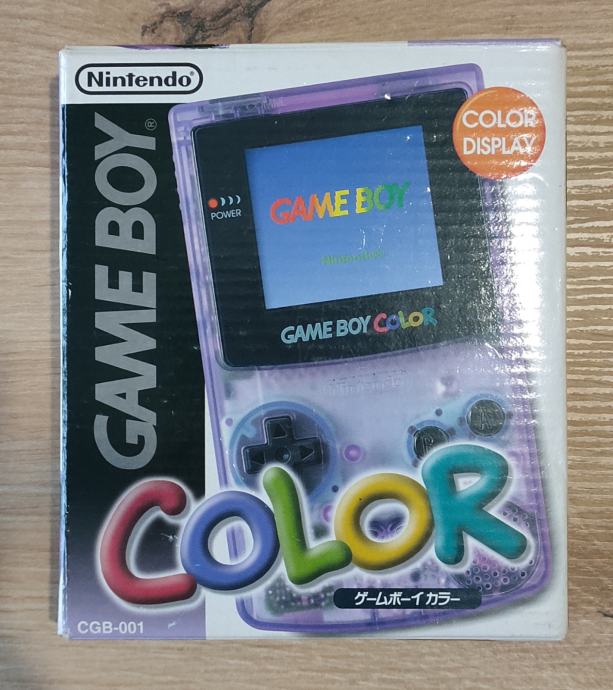 Nintendo®
GAME BOY®
COLOR
DISPLAY
POWER
GAME BOY
Nintendo
GAME BOY COLOR
COLOR
ゲームボーイカラー
CGB-001